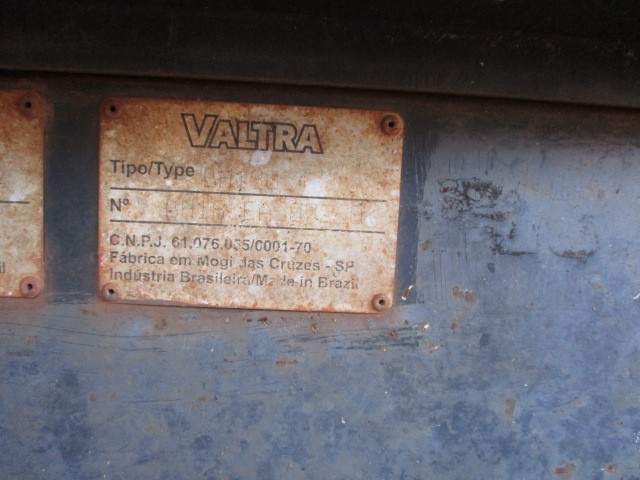 VALTRA
Tipo/Type
Nº
C.N.P.J. 61.076.055/0001-70
Fábrica em Mogi das Cruzes - SP
Indústria Brasileira/Made in Brazil